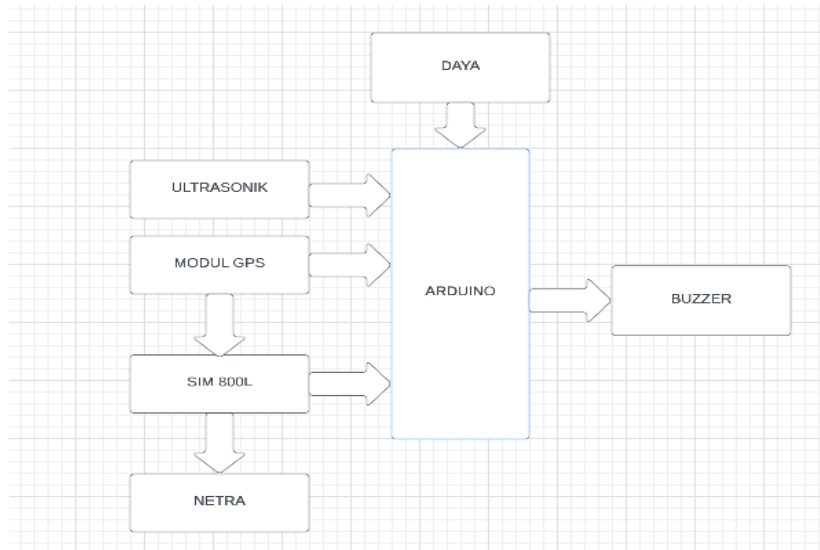 DAYA
ULTRASONIK
MODUL GPS
ARDUINO
BUZZER
SIM 800L
NETRA